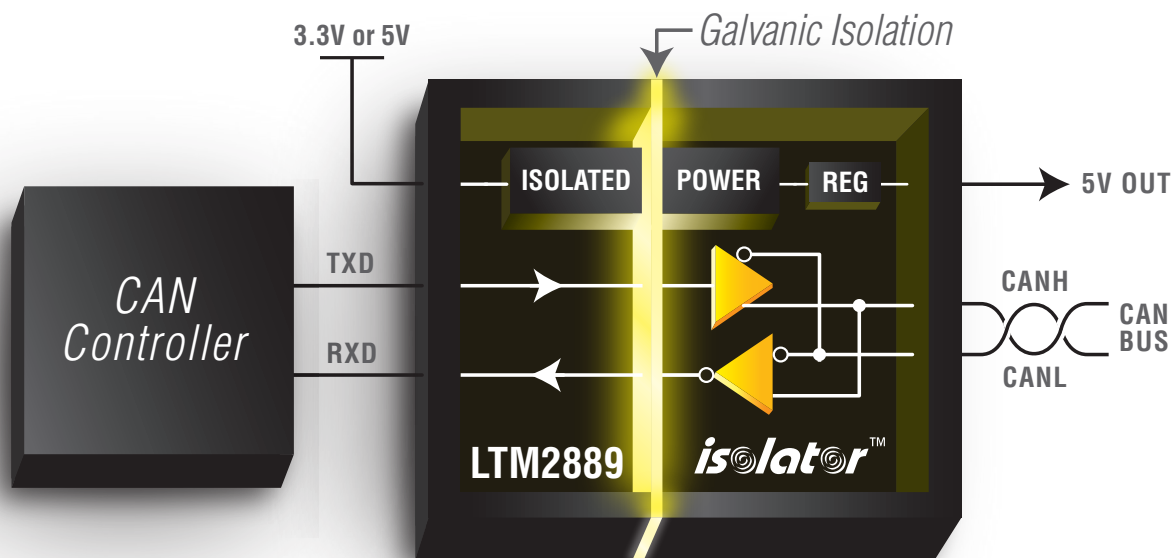 3.3V or 5V
Galvanic Isolation
ISOLATED
POWER
REG
5V OUT
CAN
Controller
TXD
RXD
CANH
CAN
BUS
CANL
LTM2889
isolator™